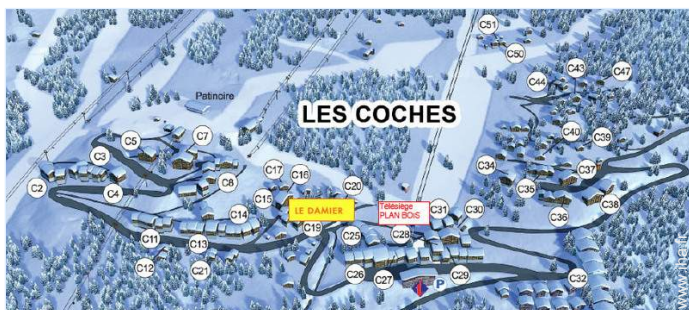 C51
C50
C43
C44
C47
Patinoire
LES COCHES
C7
C5
C40
C39
C3
C17
C16
C34
C37
C2
C4
C8
C20
C35
C15
LE DAMIER
Télésiège
PLAN BOIS
C38
C14
C31
C30
C36
C19
C25
C28
C11
C13
C12
C21
C26
C27
C29
P
C32